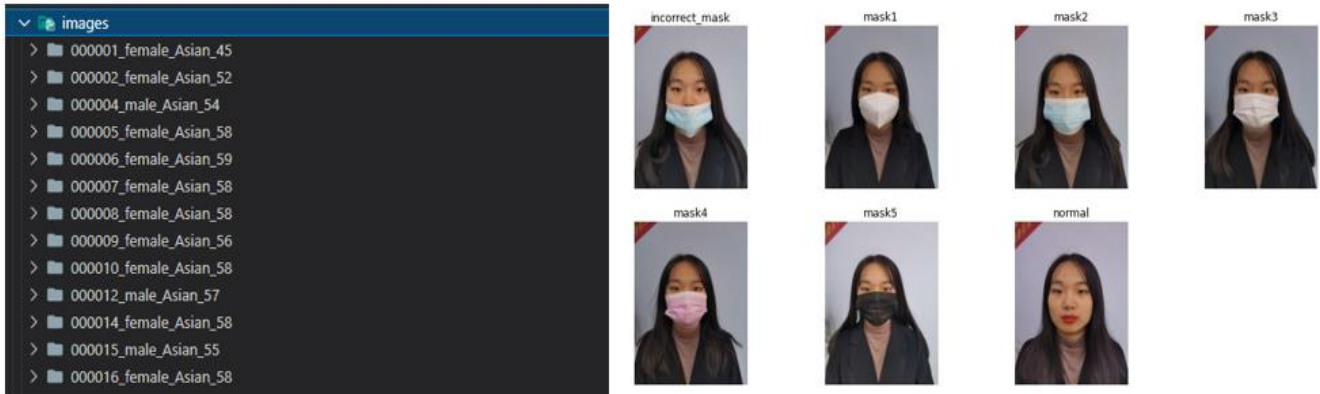 images
000001_female_Asian_45
000002_female_Asian_52
000004_male_Asian_54
000005_female_Asian_58
000006_female_Asian_59
000007_female_Asian_58
000008_female_Asian_58
000009_female_Asian_56
000010_female_Asian_58
000012_male_Asian_57
000014_female_Asian_58
000015_male_Asian_55
000016_female_Asian_58
incorrect_mask
mask1
mask2
mask3
mask4
mask5
normal